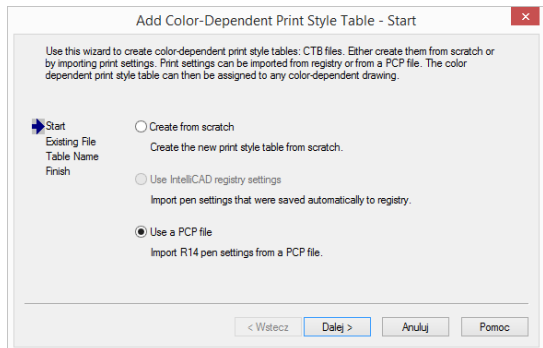 Add Color-Dependent Print Style Table - Start
Use this wizard to create color-dependent print style tables: CTB files. Either create them from scratch or
by importing print settings. Print settings can be imported from registry or from a PCP file. The color
dependent print style table can then be assigned to any color-dependent drawing.
Start
Existing File
Table Name
Finish
Create from scratch
Create the new print style table from scratch.
Use IntelliCAD registry settings
Import pen settings that were saved automatically to registry.
Use a PCP file
Import R14 pen settings from a PCP file.
< Wstecz
Dalej >
Anuluj
Pomoc